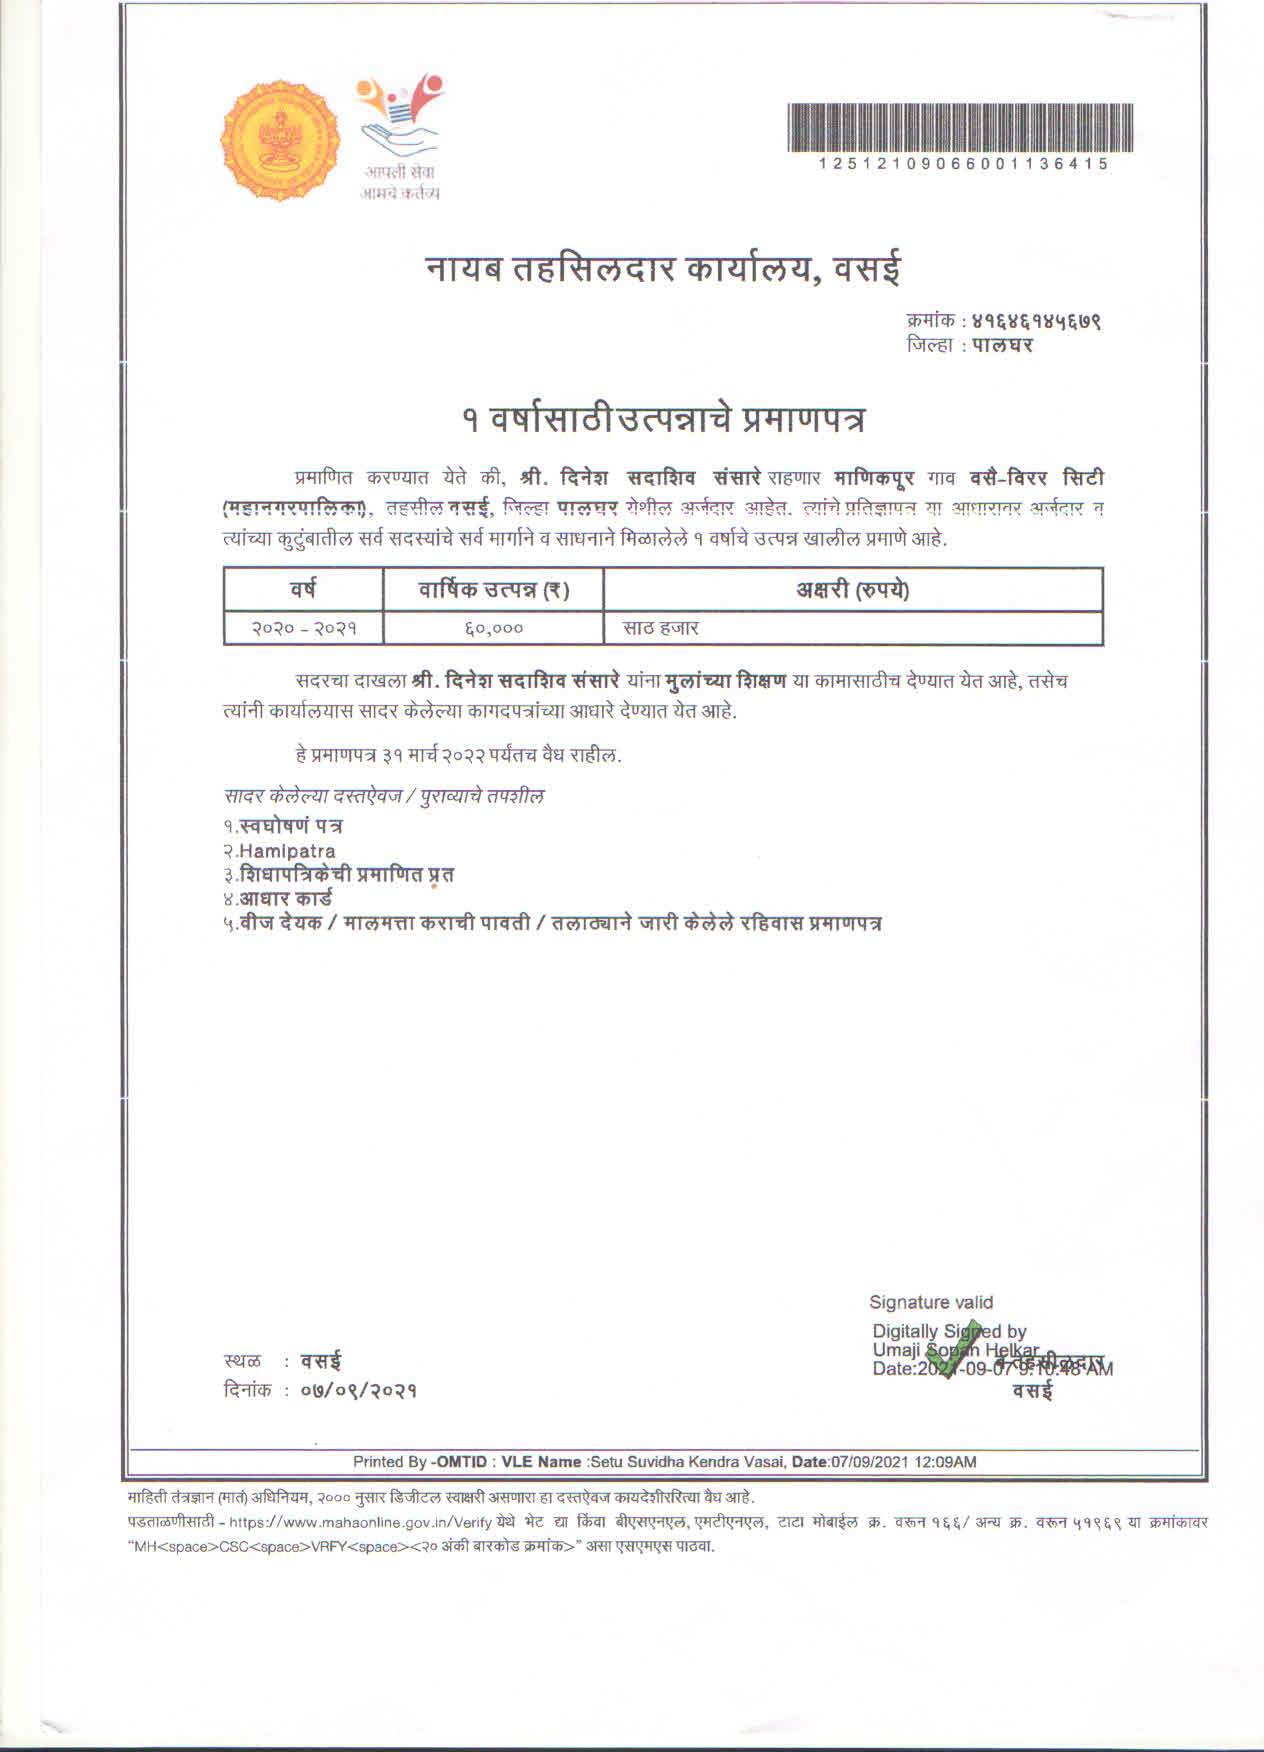 आपली सेवा
आमचे कर्तव्य
12512109066001136415
नायब तहसिलदार कार्यालय, वसई
क्रमांक : ४१६४६१४५६७९
जिल्हा : पालघर
१ वर्षासाठी उत्पन्नाचे प्रमाणपत्र
प्रमाणित करण्यात येते की, श्री. दिनेश सदाशिव संसारे राहणार माणिकपूर गाव वसै-विरर सिटी
(महानगरपालिका), तहसील वसई, जिल्हा पालघर येथील अर्जदार आहेत. त्यांचे प्रतिज्ञापत्र या आधारावर अर्जदार व
त्यांच्या कुटुंबातील सर्व सदस्यांचे सर्व मार्गाने व साधनाने मिळालेले १ वर्षाचे उत्पन्न खालील प्रमाणे आहे.
वर्ष वार्षिक उत्पन्न (₹) अक्षरी (रुपये)
२०२० - २०२१ ६०,००० साठ हजार
सदरचा दाखला श्री. दिनेश सदाशिव संसारे यांना मुलांच्या शिक्षण या कामासाठीच देण्यात येत आहे, तसेच
त्यांनी कार्यालयास सादर केलेल्या कागदपत्रांच्या आधारे देण्यात येत आहे.
हे प्रमाणपत्र ३१ मार्च २०२२ पर्यंतच वैध राहील.
सादर केलेल्या दस्तऐवज / पुराव्याचे तपशील
१.स्वघोषणं पत्र
२.Hamipatra
३.शिधापत्रिकेची प्रमाणित प्रत
४.आधार कार्ड
५.वीज देयक / मालमत्ता कराची पावती / तलाठ्याने जारी केलेले रहिवास प्रमाणपत्र
Signature valid
Digitally Signed by
Umaji Sopan Helkar
Date:2021-09-07 9:10:48 AM
तहसीलदार
स्थळ : वसई
दिनांक : ०७/०९/२०२१
वसई
Printed By -OMTID : VLE Name :Setu Suvidha Kendra Vasai, Date:07/09/2021 12:09AM
माहिती तंत्रज्ञान (मातं) अधिनियम, २००० नुसार डिजीटल स्वाक्षरी असणारा हा दस्तऐवज कायदेशीररित्या वैध आहे.
पडताळणीसाठी - https://www.mahaonline.gov.in/Verify येथे भेट द्या किंवा बीएसएनएल, एमटीएनएल, टाटा मोबाईल क्र. वरून १६६/ अन्य क्र. वरून ५१९६९ या क्रमांकावर
“MH<space>CSC<space>VRFY<space><२० अंकी बारकोड क्रमांक>” असा एसएमएस पाठवा.